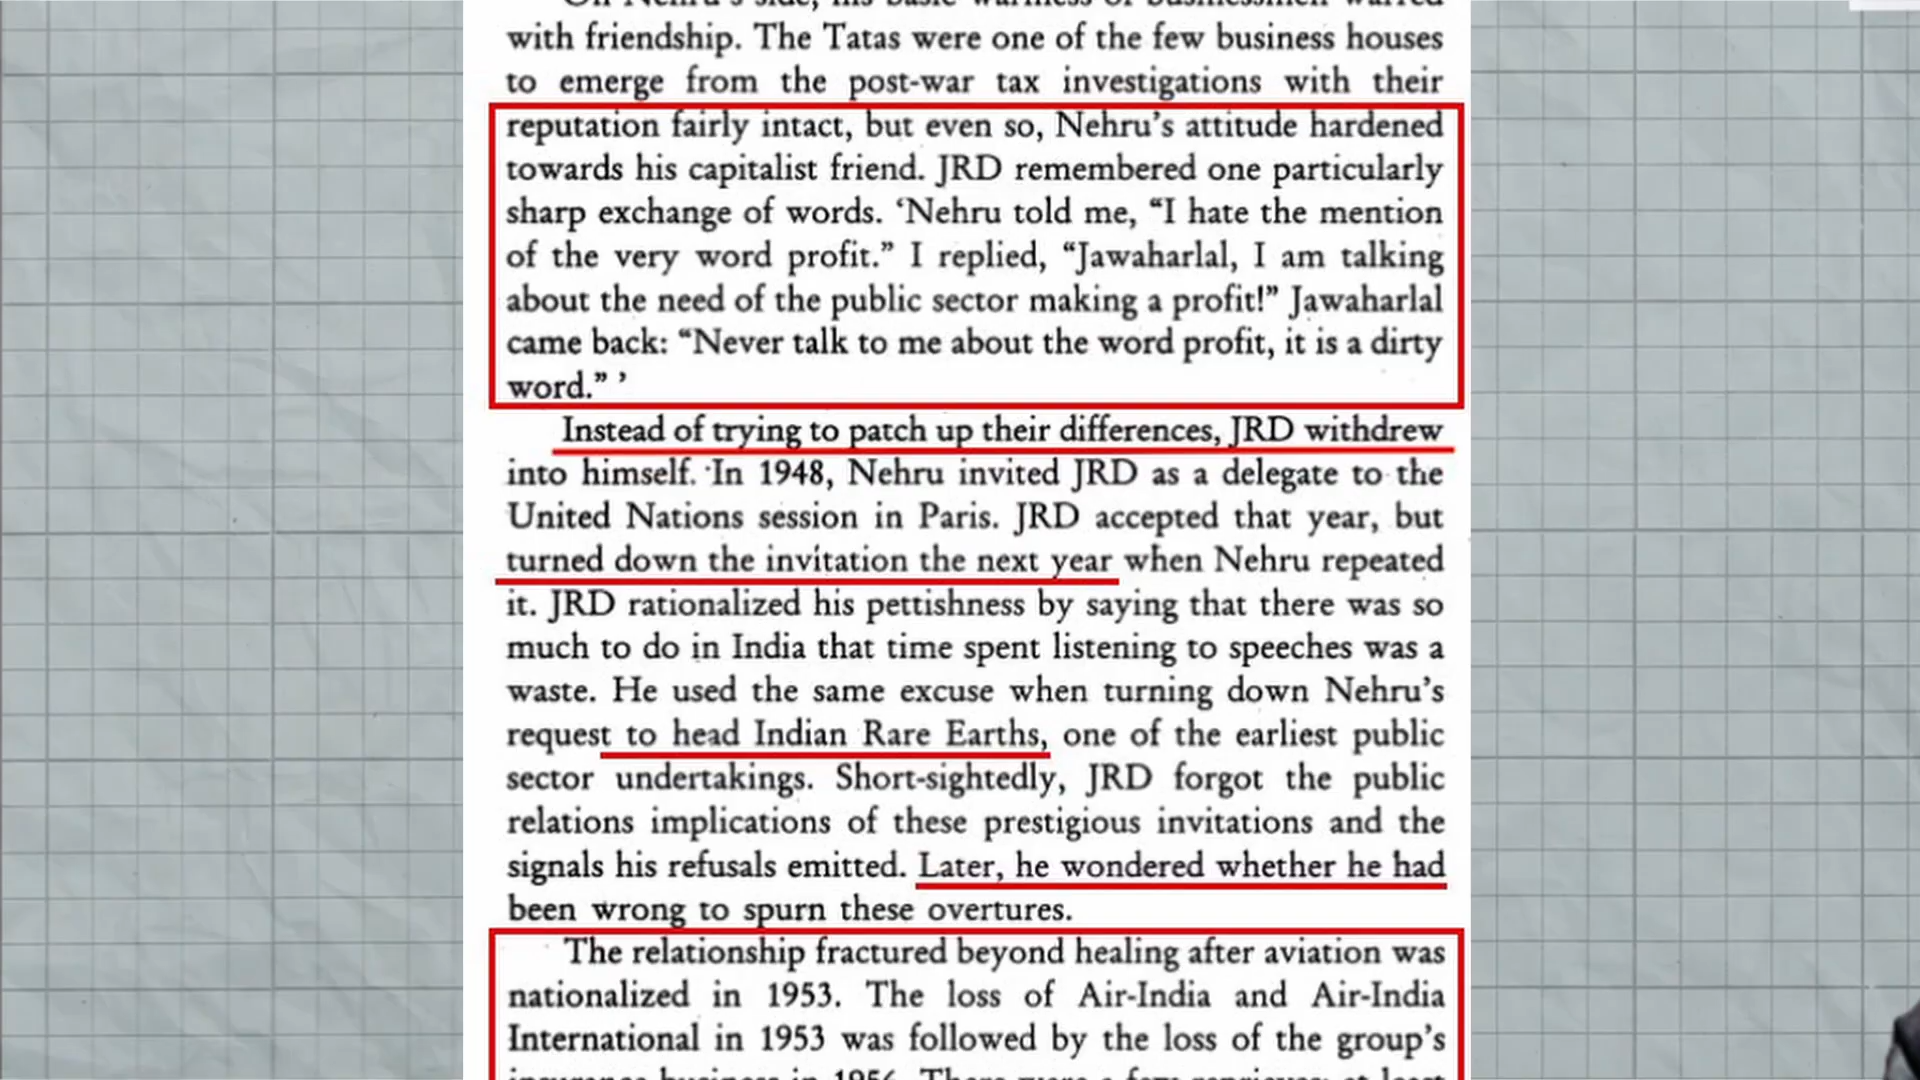 with friendship. The Tatas were one of the few business houses
to emerge from the post-war tax investigations with their
reputation fairly intact, but even so, Nehru's attitude hardened
towards his capitalist friend. JRD remembered one particularly
sharp exchange of words. ‘Nehru told me, “I hate the mention
of the very word profit.” I replied, “Jawaharlal, I am talking
about the need of the public sector making a profit!” Jawaharlal
came back: “Never talk to me about the word profit, it is a dirty
word.” ’
Instead of trying to patch up their differences, JRD withdrew
into himself. In 1948, Nehru invited JRD as a delegate to the
United Nations session in Paris. JRD accepted that year, but
turned down the invitation the next year when Nehru repeated
it. JRD rationalized his pettishness by saying that there was so
much to do in India that time spent listening to speeches was a
waste. He used the same excuse when turning down Nehru's
request to head Indian Rare Earths, one of the earliest public
sector undertakings. Short-sightedly, JRD forgot the public
relations implications of these prestigious invitations and the
signals his refusals emitted. Later, he wondered whether he had
been wrong to spurn these overtures.
The relationship fractured beyond healing after aviation was
nationalized in 1953. The loss of Air-India and Air-India
International in 1953 was followed by the loss of the group's